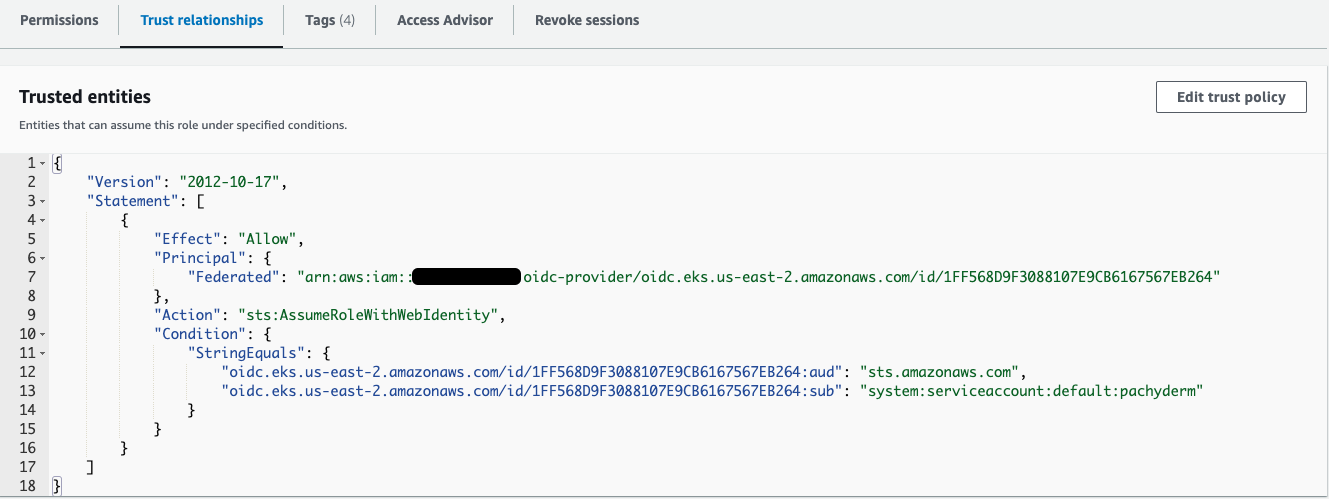 Permissions Trust relationships Tags (4) Access Advisor Revoke sessions
Trusted entities
Edit trust policy
Entities that can assume this role under specified conditions.
1 {
2 "Version": "2012-10-17",
3 "Statement": [
4 {
5 "Effect": "Allow",
6 "Principal": {
7 "Federated": "arn:aws:iam:: oidc-provider/oidc.eks.us-east-2.amazonaws.com/id/1FF568D9F3088107E9CB6167567EB264"
8 },
9 "Action": "sts:AssumeRoleWithWebIdentity",
10 "Condition": {
11 "StringEquals": {
12 "oidc.eks.us-east-2.amazonaws.com/id/1FF568D9F3088107E9CB6167567EB264:aud": "sts.amazonaws.com",
13 "oidc.eks.us-east-2.amazonaws.com/id/1FF568D9F3088107E9CB6167567EB264:sub": "system:serviceaccount:default:pachyderm"
14 }
15 }
16 }
17 ]
18 }